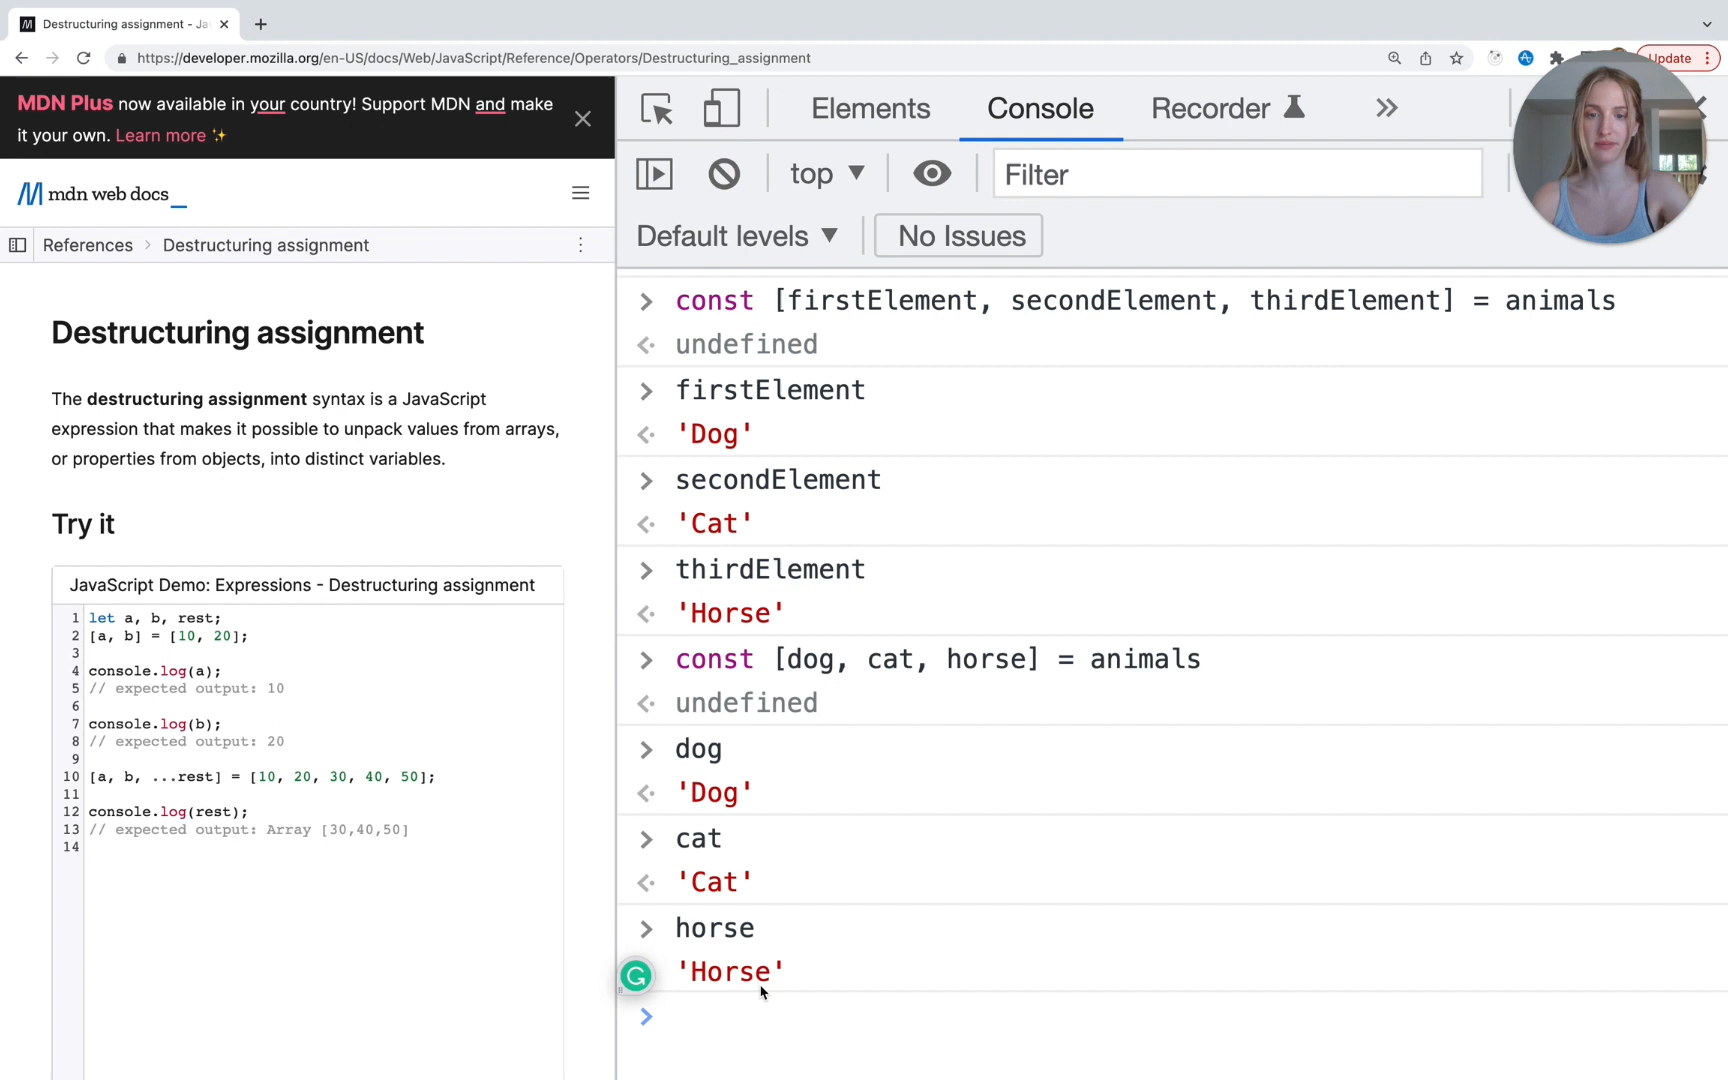 Destructuring assignment - Ja
https://developer.mozilla.org/en-US/docs/Web/JavaScript/Reference/Operators/Destructuring_assignment
Update
MDN Plus now available in your country! Support MDN and make
it your own. Learn more ✨
mdn web docs_
References > Destructuring assignment
Destructuring assignment
The destructuring assignment syntax is a JavaScript
expression that makes it possible to unpack values from arrays,
or properties from objects, into distinct variables.
Try it
JavaScript Demo: Expressions - Destructuring assignment
1 let a, b, rest;
2 [a, b] = [10, 20];
3
4 console.log(a);
5 // expected output: 10
6
7 console.log(b);
8 // expected output: 20
9
10 [a, b, ...rest] = [10, 20, 30, 40, 50];
11
12 console.log(rest);
13 // expected output: Array [30,40,50]
14
Elements Console Recorder
top Filter
Default levels No Issues
const [firstElement, secondElement, thirdElement] = animals
undefined
firstElement
'Dog'
secondElement
'Cat'
thirdElement
'Horse'
const [dog, cat, horse] = animals
undefined
dog
'Dog'
cat
'Cat'
horse
'Horse'